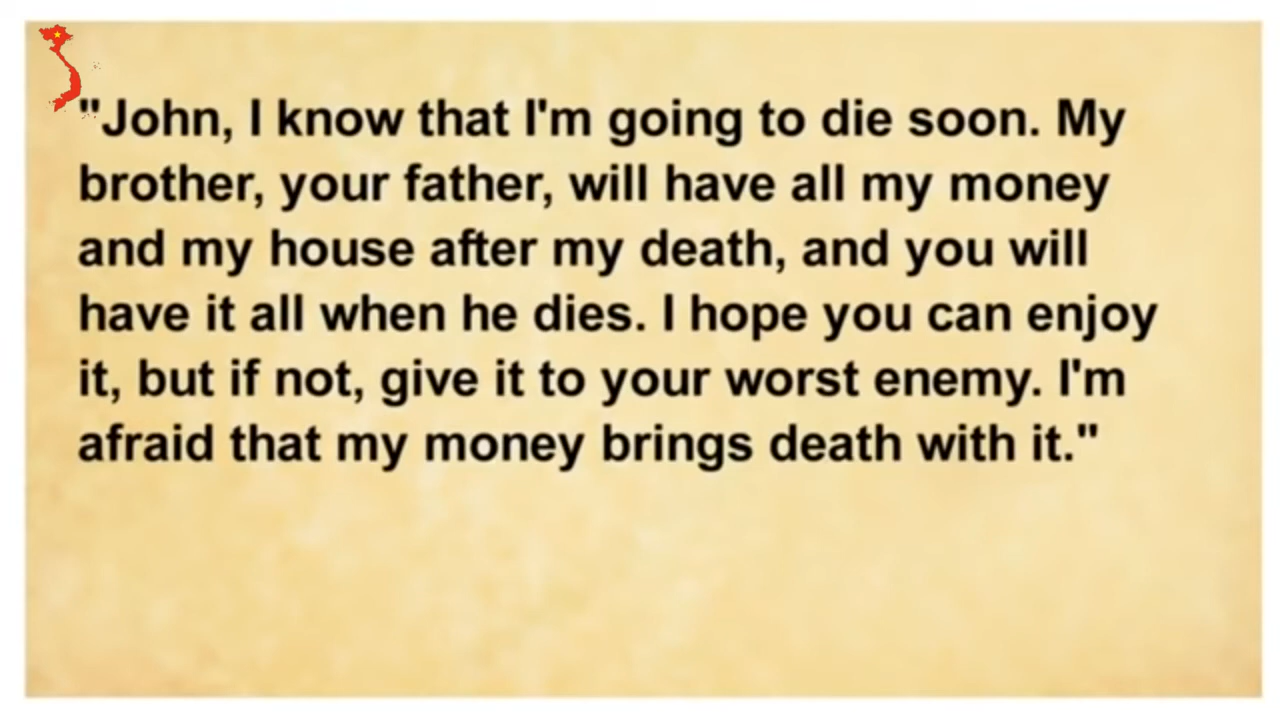 "John, I know that I'm going to die soon. My
brother, your father, will have all my money
and my house after my death, and you will
have it all when he dies. I hope you can enjoy
it, but if not, give it to your worst enemy. I'm
afraid that my money brings death with it."